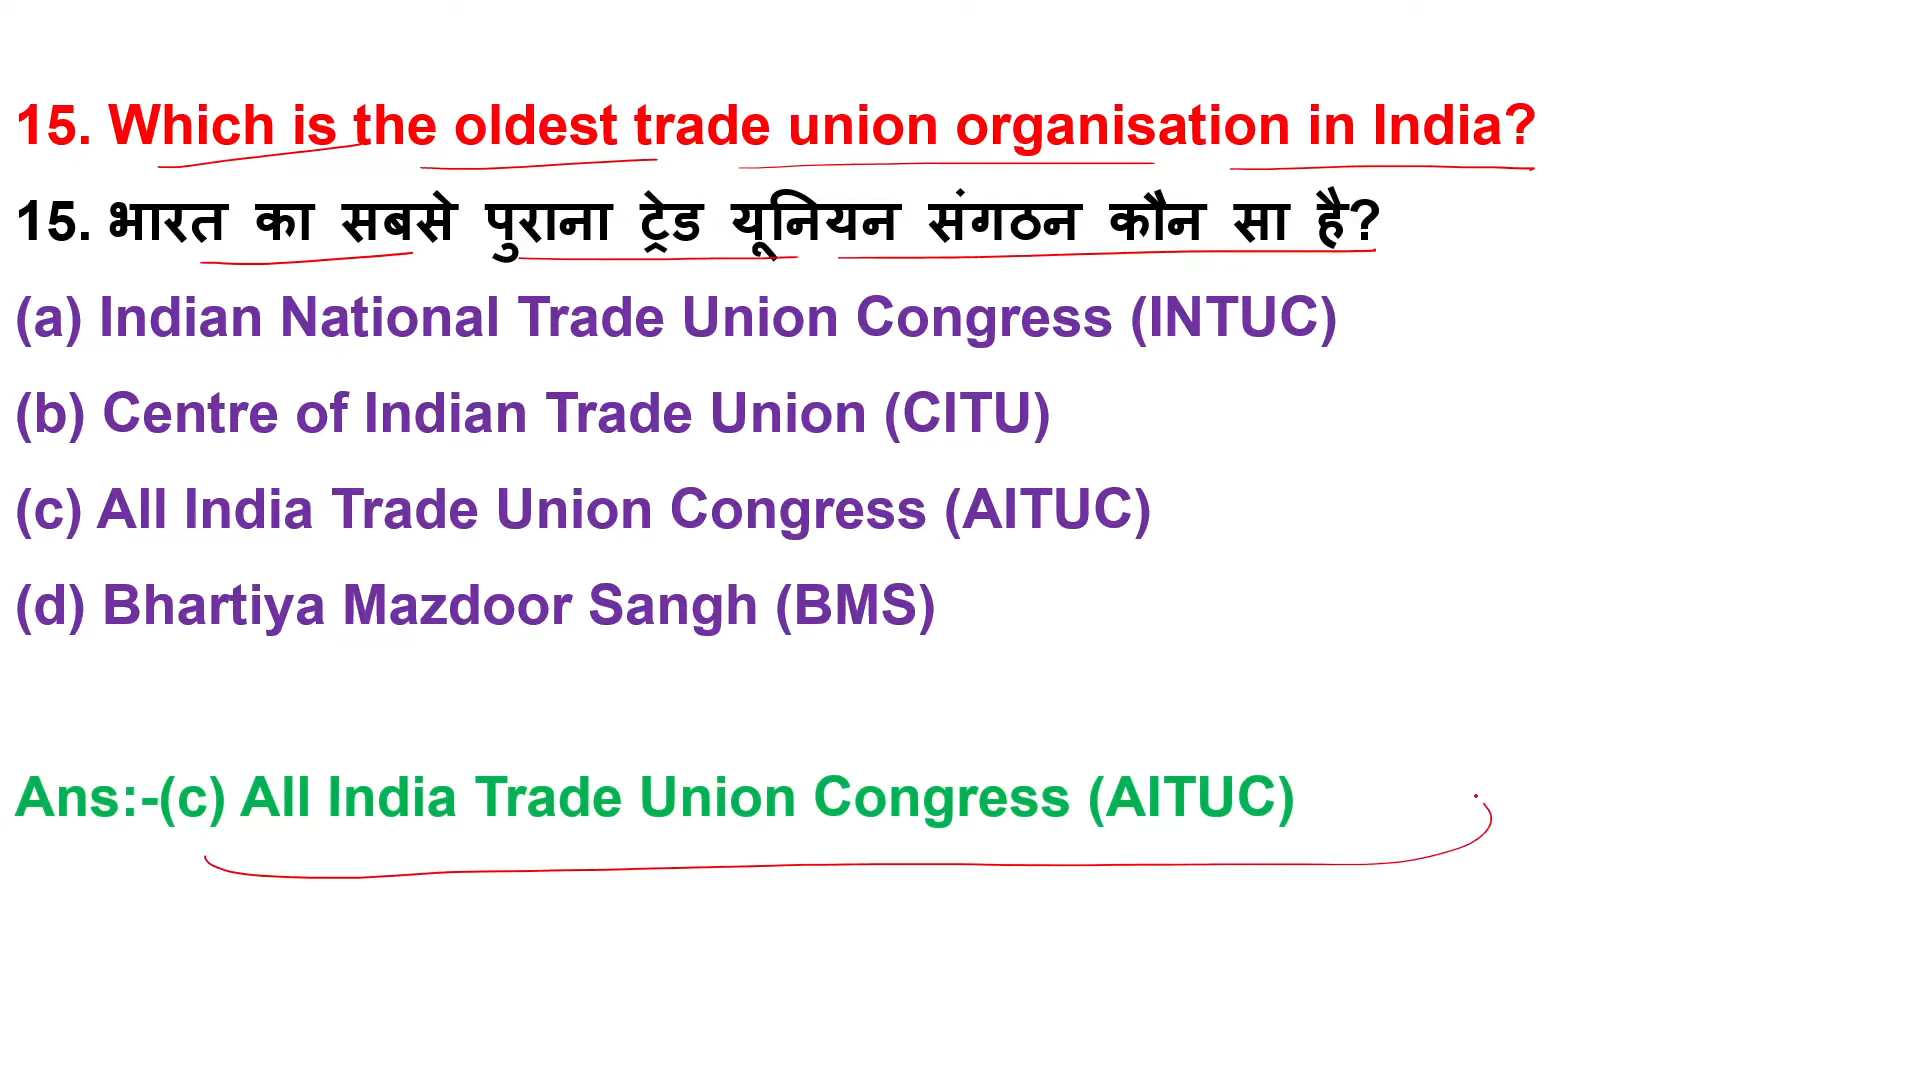 15. Which is the oldest trade union organisation in India?
15. भारत का सबसे पुराना ट्रेड यूनियन संगठन कौन सा है?
(a) Indian National Trade Union Congress (INTUC)
(b) Centre of Indian Trade Union (CITU)
(c) All India Trade Union Congress (AITUC)
(d) Bhartiya Mazdoor Sangh (BMS)
Ans:-(c) All India Trade Union Congress (AITUC)